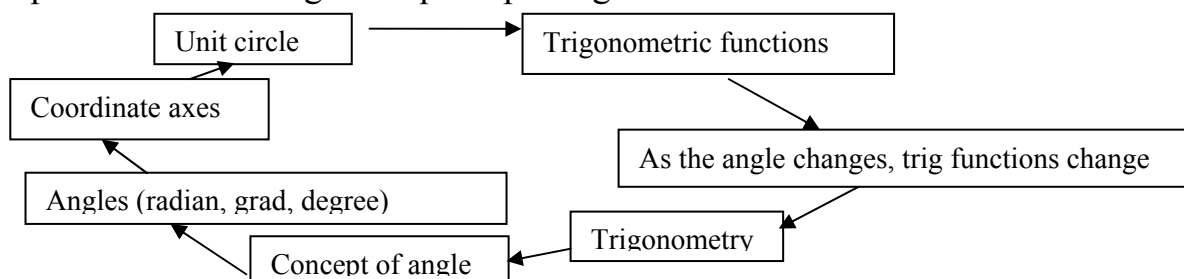 Unit circle
Trigonometric functions
Coordinate axes
As the angle changes, trig functions change
Angles (radian, grad, degree)
Trigonometry
Concept of angle